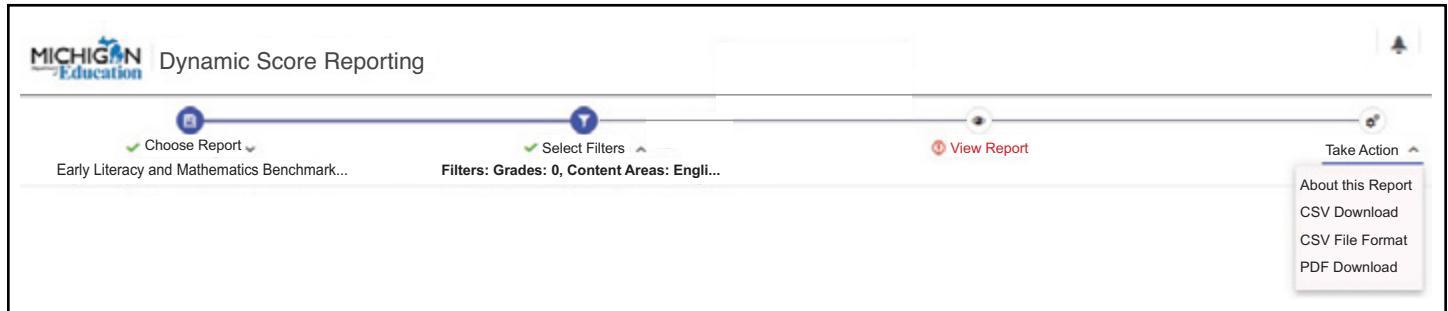 MICHIGAN
Education
Dynamic Score Reporting
Choose Report
Early Literacy and Mathematics Benchmark...
Select Filters
Filters: Grades: 0, Content Areas: Engli...
View Report
Take Action
About this Report
CSV Download
CSV File Format
PDF Download